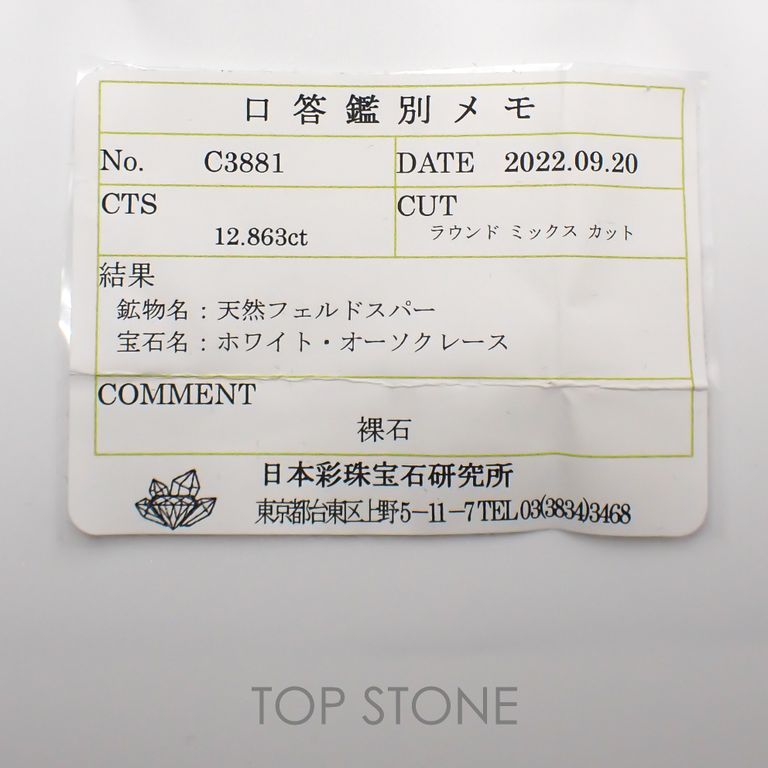 口答鑑別メモ
No. C3881 DATE 2022.09.20
CTS CUT
12.863ct ラウンド ミックス カット
結果
鉱物名：天然フェルドスパー
宝石名：ホワイト・オーソクレース
COMMENT
裸石
日本彩珠宝石研究所
東京都台東区上野5-11-7 TEL 03(3834)3468
TOP STONE